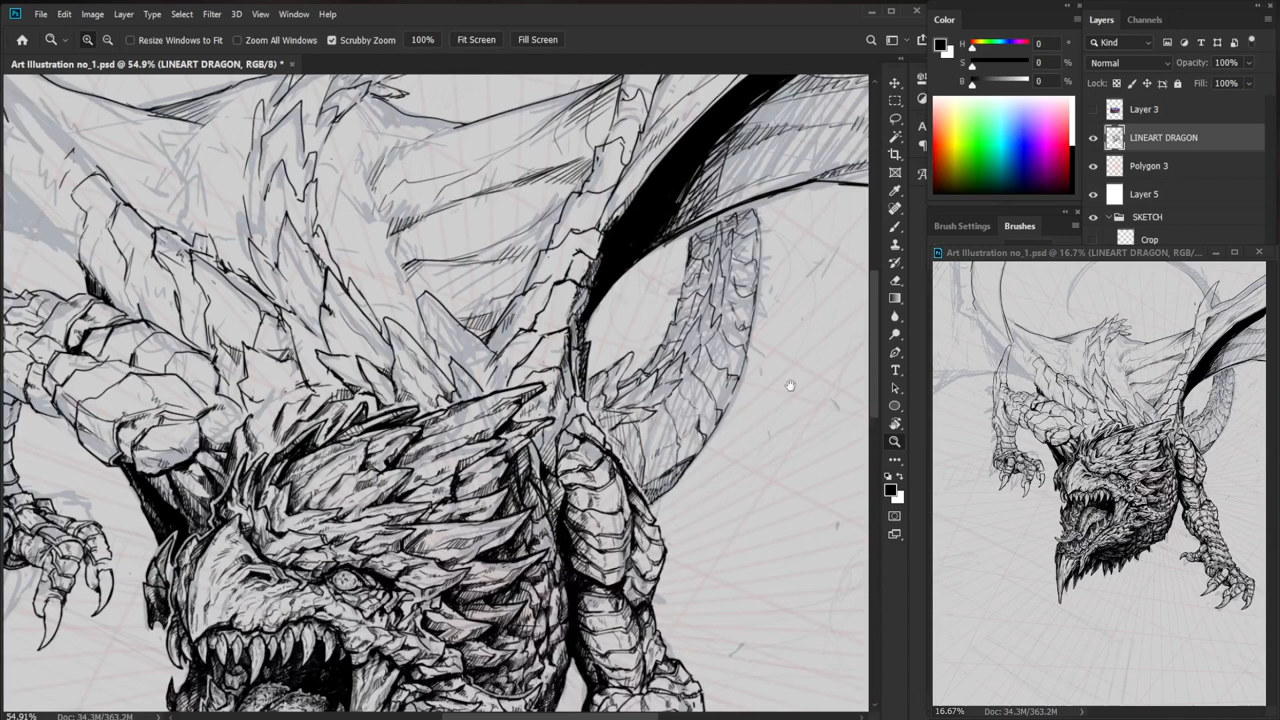 Ps File Edit Image Layer Type Select Filter 3D View Window Help
Resize Windows to Fit Zoom All Windows Scrubby Zoom 100% Fit Screen Fill Screen
Art Illustration no_1.psd @ 54.9% (LINEART DRAGON, RGB/8) *
Color
H 0 °
S 0 %
B 0 %
Brush Settings Brushes
Layers Channels
Kind
Normal Opacity: 100%
Lock: Fill: 100%
Layer 3
LINEART DRAGON
Polygon 3
Layer 5
SKETCH
Crop
Ps Art Illustration no_1.psd @ 16.7% (LINEART DRAGON, RGB/...
54.91% Doc: 34.3M/363.2M
16.67% Doc: 34.3M/363.2M